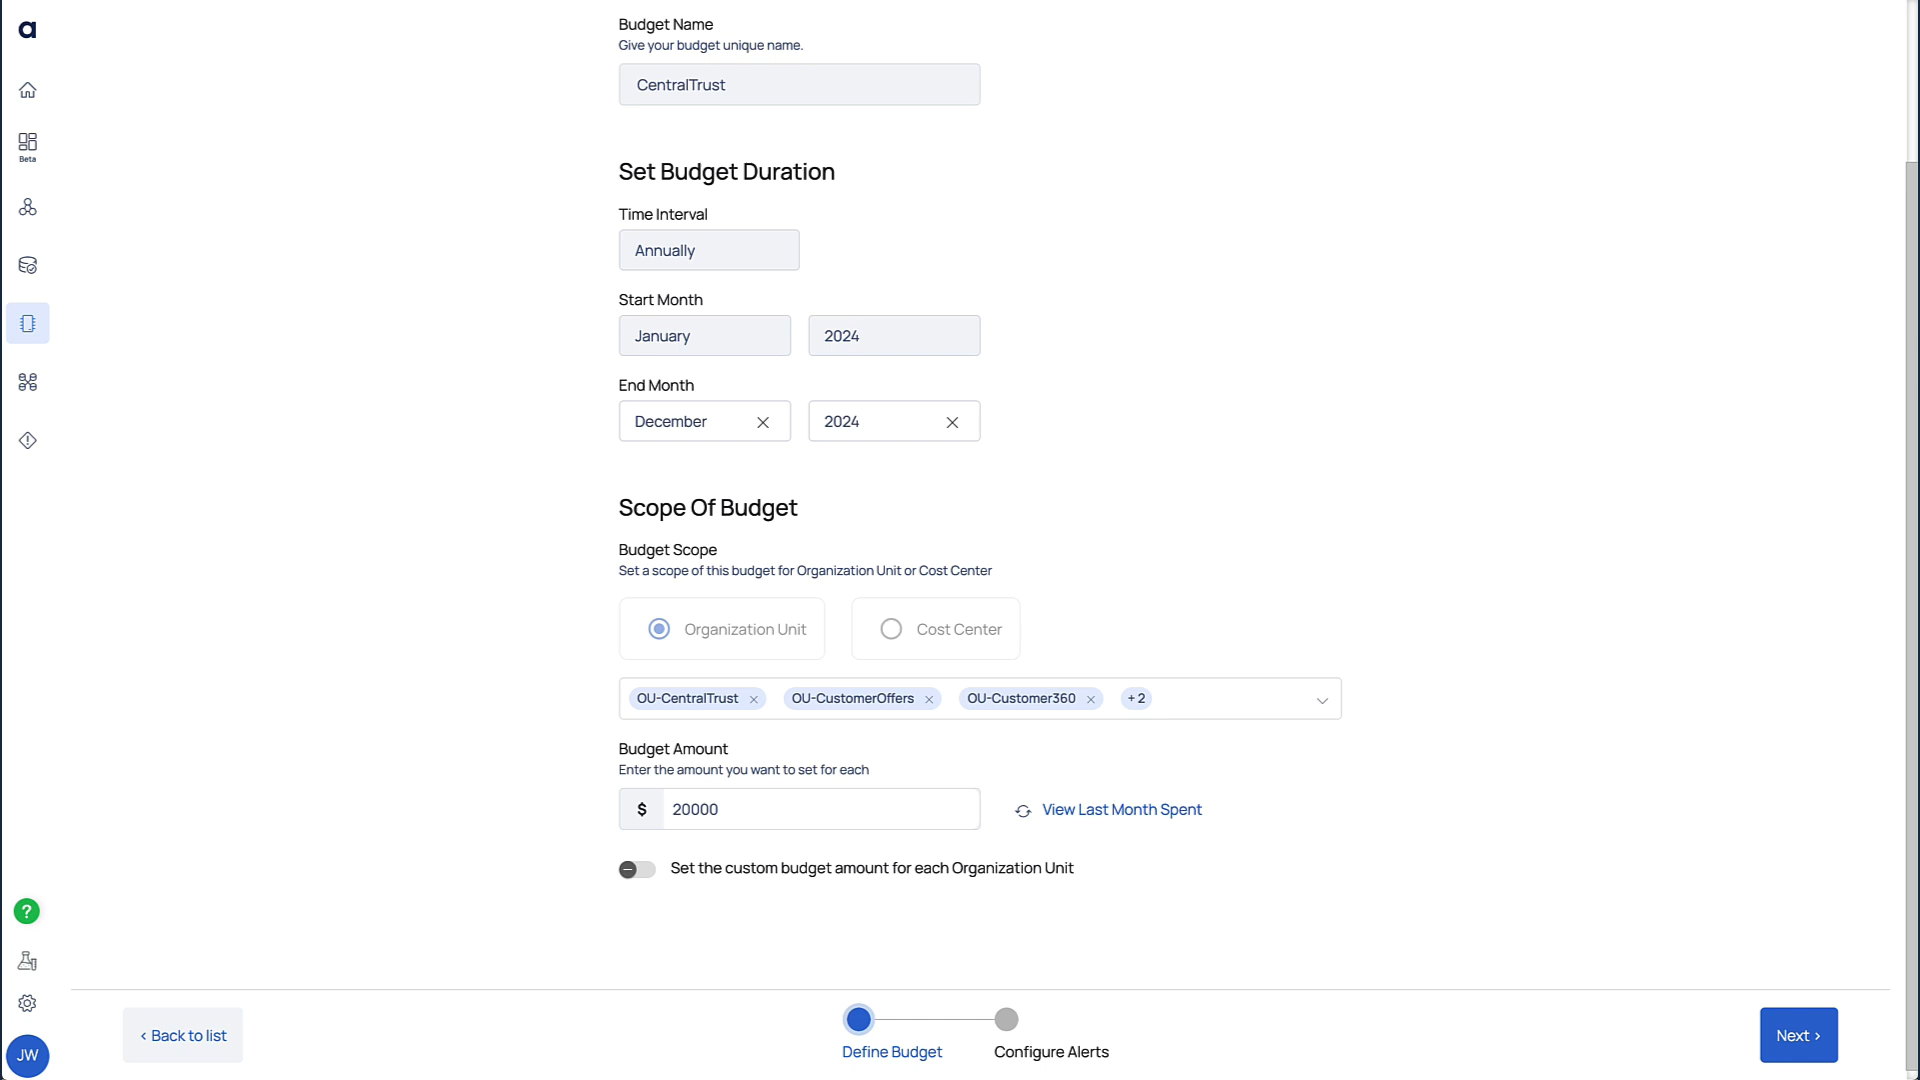 a
Beta
Budget Name
Give your budget unique name.
CentralTrust
Set Budget Duration
Time Interval
Annually
Start Month
January 2024
End Month
December 2024
Scope Of Budget
Budget Scope
Set a scope of this budget for Organization Unit or Cost Center
Organization Unit Cost Center
OU-CentralTrust OU-CustomerOffers OU-Customer360 + 2
Budget Amount
Enter the amount you want to set for each
$ 20000 View Last Month Spent
Set the custom budget amount for each Organization Unit
?
JW
‹ Back to list
Define Budget Configure Alerts
Next ›